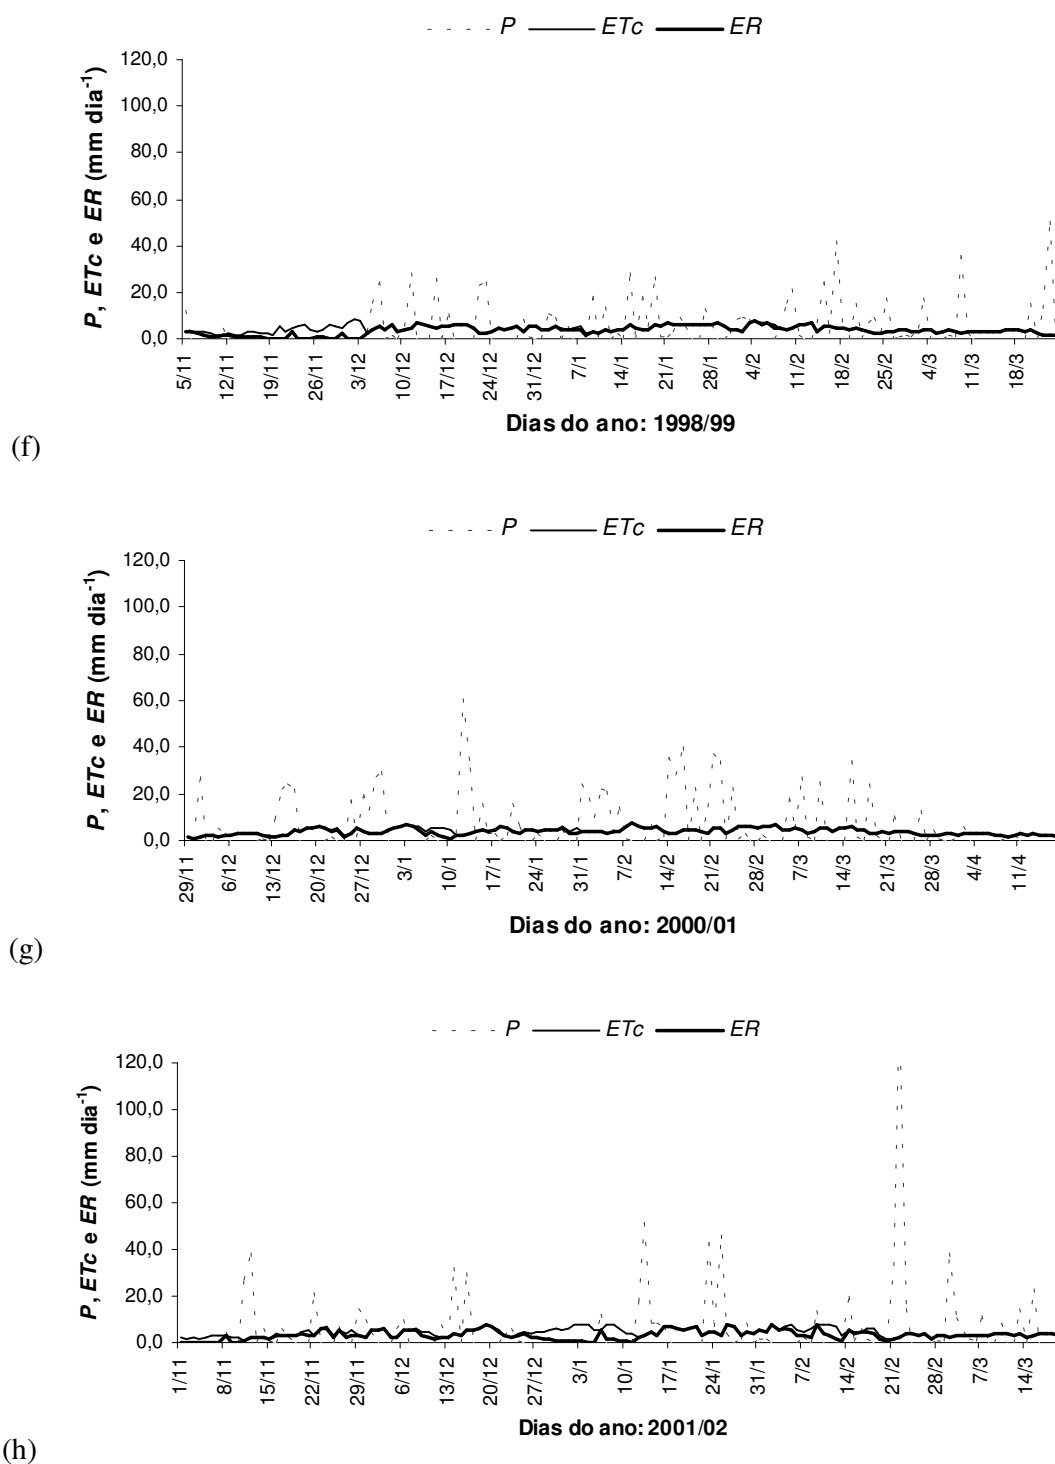 P ETc ER
P, ETc e ER (mm dia-1)
120,0
100,0
80,0
60,0
40,0
20,0
0,0
5/11 12/11 19/11 26/11 3/12 10/12 17/12 24/12 31/12 7/1 14/1 21/1 28/1 4/2 11/2 18/2 25/2 4/3 11/3 18/3
Dias do ano: 1998/99
(f)
P ETc ER
P, ETc e ER (mm dia-1)
120,0
100,0
80,0
60,0
40,0
20,0
0,0
29/11 6/12 13/12 20/12 27/12 3/1 10/1 17/1 24/1 31/1 7/2 14/2 21/2 28/2 7/3 14/3 21/3 28/3 4/4 11/4
Dias do ano: 2000/01
(g)
P ETc ER
P, ETc e ER (mm dia-1)
120,0
100,0
80,0
60,0
40,0
20,0
0,0
1/11 8/11 15/11 22/11 29/11 6/12 13/12 20/12 27/12 3/1 10/1 17/1 24/1 31/1 7/2 14/2 21/2 28/2 7/3 14/3
Dias do ano: 2001/02
(h)